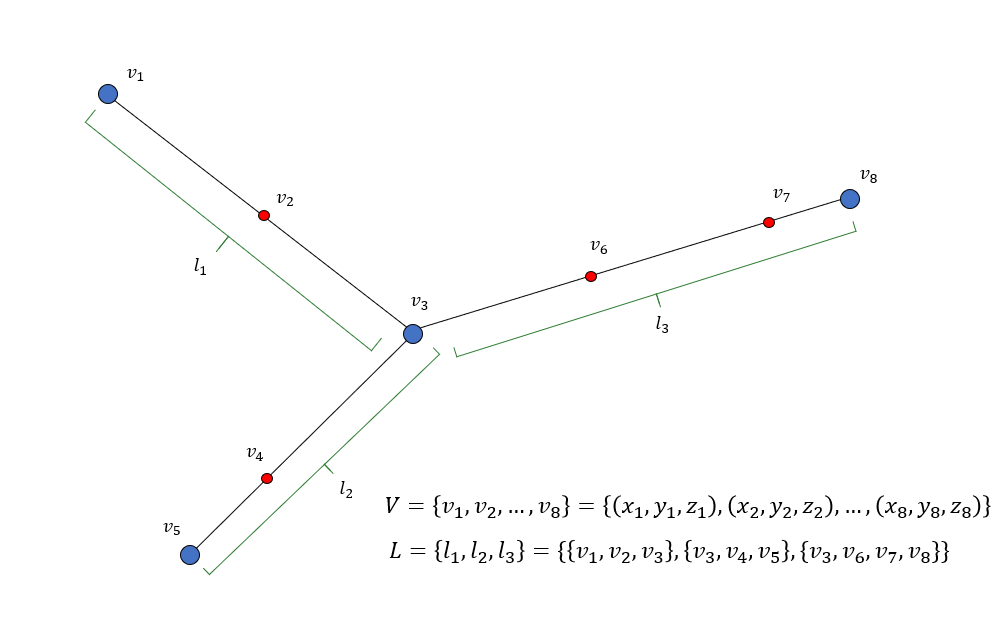 v₁
v₂
l₁
v₃
v₄
v₅
l₂
v₆
v₇
v₈
l₃
V = {v₁, v₂, …, v₈} = {(x₁, y₁, z₁), (x₂, y₂, z₂), …, (x₈, y₈, z₈)}
L = {l₁, l₂, l₃} = {{v₁, v₂, v₃}, {v₃, v₄, v₅}, {v₃, v₆, v₇, v₈}}